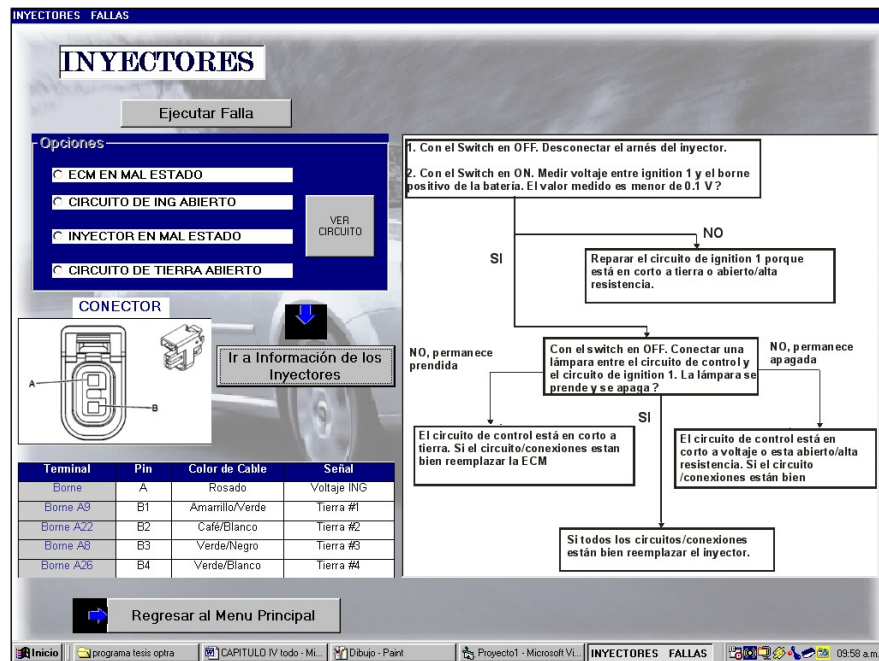 INYECTORES FALLAS
INYECTORES
Ejecutar Falla
Opciones
ECM EN MAL ESTADO
CIRCUITO DE ING ABIERTO
INYECTOR EN MAL ESTADO
CIRCUITO DE TIERRA ABIERTO
VER
CIRCUITO
CONECTOR
A
B
Ir a Información de los
Inyectores
Terminal Pin Color de Cable Señal
Borne A Rosado Voltaje ING
Borne A9 B1 Amarrillo/Verde Tierra #1
Borne A22 B2 Café/Blanco Tierra #2
Borne A8 B3 Verde/Negro Tierra #3
Borne A26 B4 Verde/Blanco Tierra #4
Regresar al Menu Principal
1. Con el Switch en OFF. Desconectar el arnés del inyector.
2. Con el Switch en ON. Medir voltaje entre ignition 1 y el borne
positivo de la batería. El valor medido es menor de 0.1 V ?
NO
SI
Reparar el circuito de ignition 1 porque
está en corto a tierra o abierto/alta
resistencia.
NO, permanece
prendida
Con el switch en OFF. Conectar una
lámpara entre el circuito de control y
el circuito de ignition 1. La lámpara se
prende y se apaga ?
NO, permanece
apagada
SI
El circuito de control está en corto a
tierra. Si el circuito/conexiones estan
bien reemplazar la ECM
El circuito de control está en
corto a voltaje o esta abierto/alta
resistencia. Si el circuito
/conexiones están bien
Si todos los circuitos/conexiones
están bien reemplazar el inyector.
Inicio programa tesis optra CAPITULO IV todo - Mi... Dibujo - Paint Proyecto1 - Microsoft Vi... INYECTORES FALLAS 09:58 a.m.